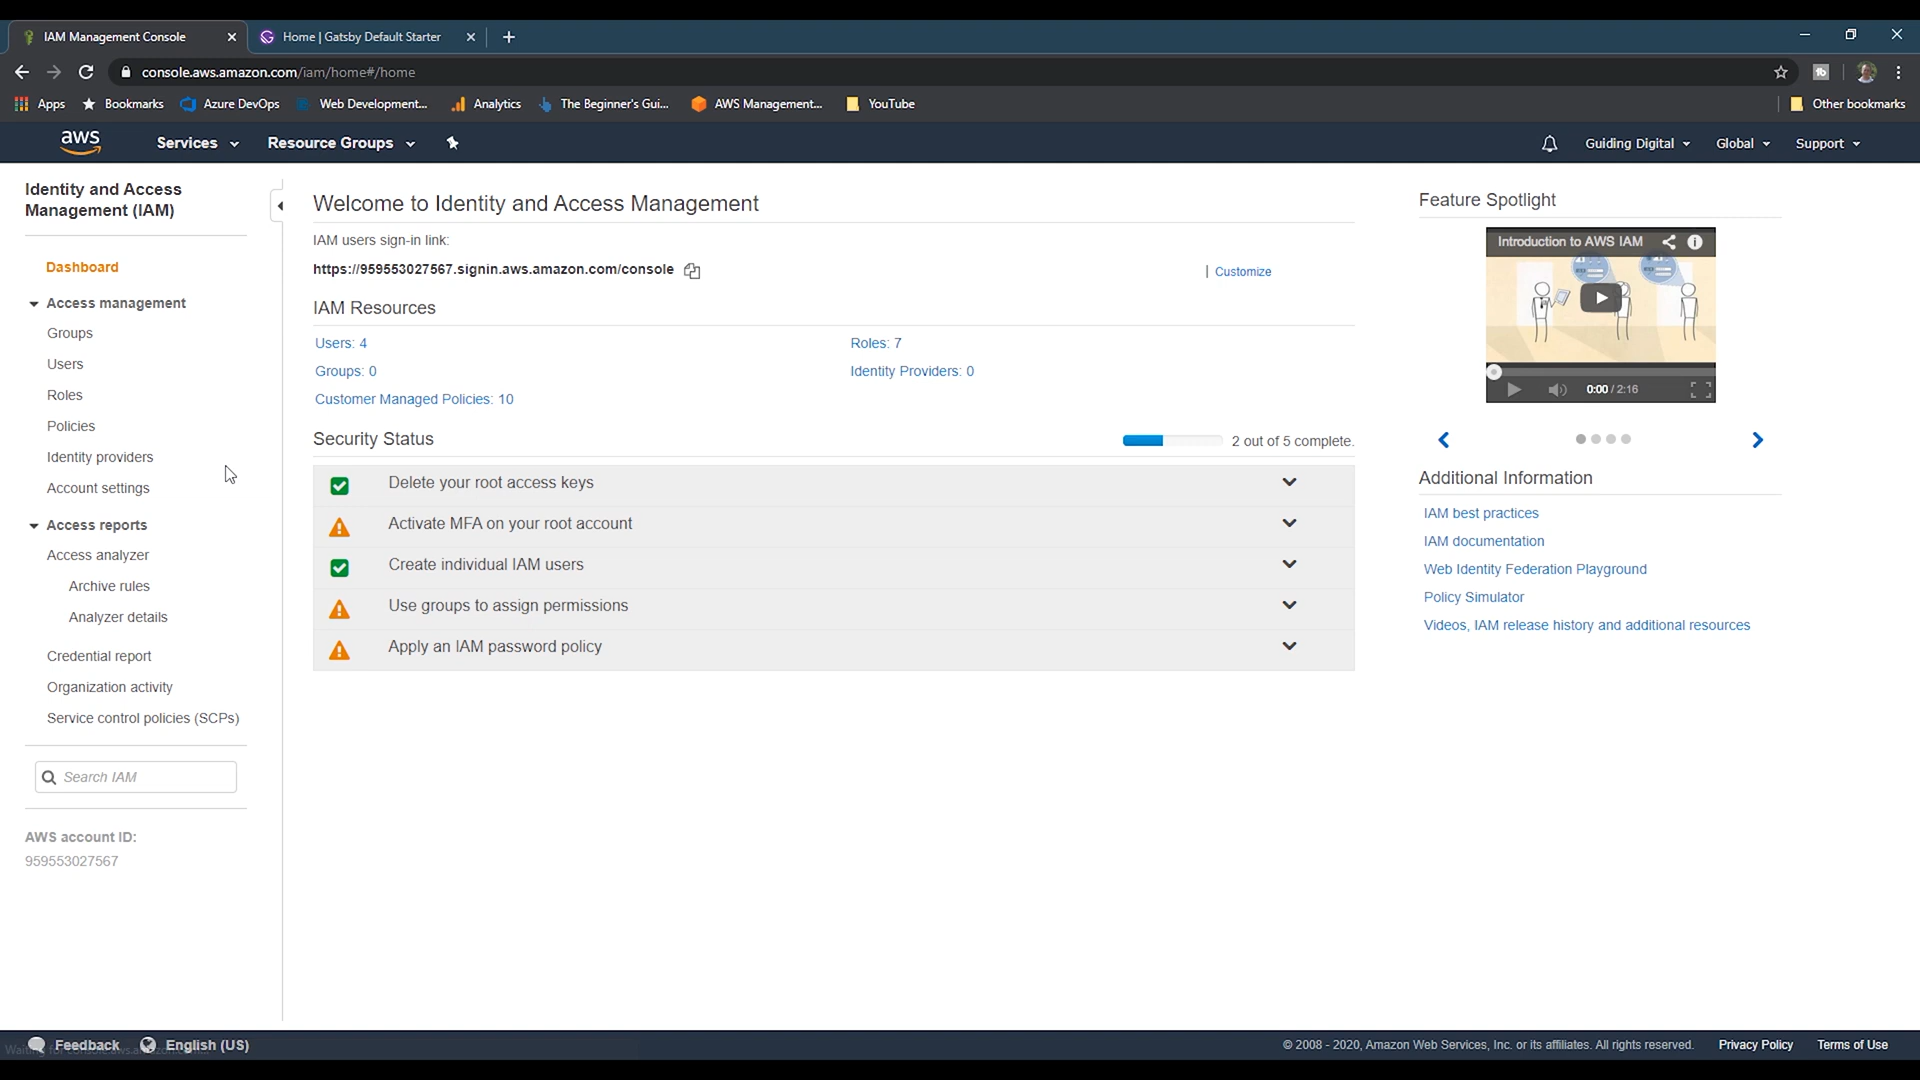 IAM Management Console
Home | Gatsby Default Starter
console.aws.amazon.com/iam/home#/home
Apps
Bookmarks
Azure DevOps
Web Development...
Analytics
The Beginner's Gui...
AWS Management...
YouTube
Other bookmarks
aws
Services
Resource Groups
Guiding Digital
Global
Support
Identity and Access
Management (IAM)
Dashboard
Access management
Groups
Users
Roles
Policies
Identity providers
Account settings
Access reports
Access analyzer
Archive rules
Analyzer details
Credential report
Organization activity
Service control policies (SCPs)
Search IAM
AWS account ID:
959553027567
Welcome to Identity and Access Management
IAM users sign-in link:
https://959553027567.signin.aws.amazon.com/console
| Customize
IAM Resources
Users: 4
Roles: 7
Groups: 0
Identity Providers: 0
Customer Managed Policies: 10
Security Status
2 out of 5 complete.
Delete your root access keys
Activate MFA on your root account
Create individual IAM users
Use groups to assign permissions
Apply an IAM password policy
Feature Spotlight
Introduction to AWS IAM
0:00 / 2:16
Additional Information
IAM best practices
IAM documentation
Web Identity Federation Playground
Policy Simulator
Videos, IAM release history and additional resources
Feedback
English (US)
© 2008 - 2020, Amazon Web Services, Inc. or its affiliates. All rights reserved.
Privacy Policy
Terms of Use